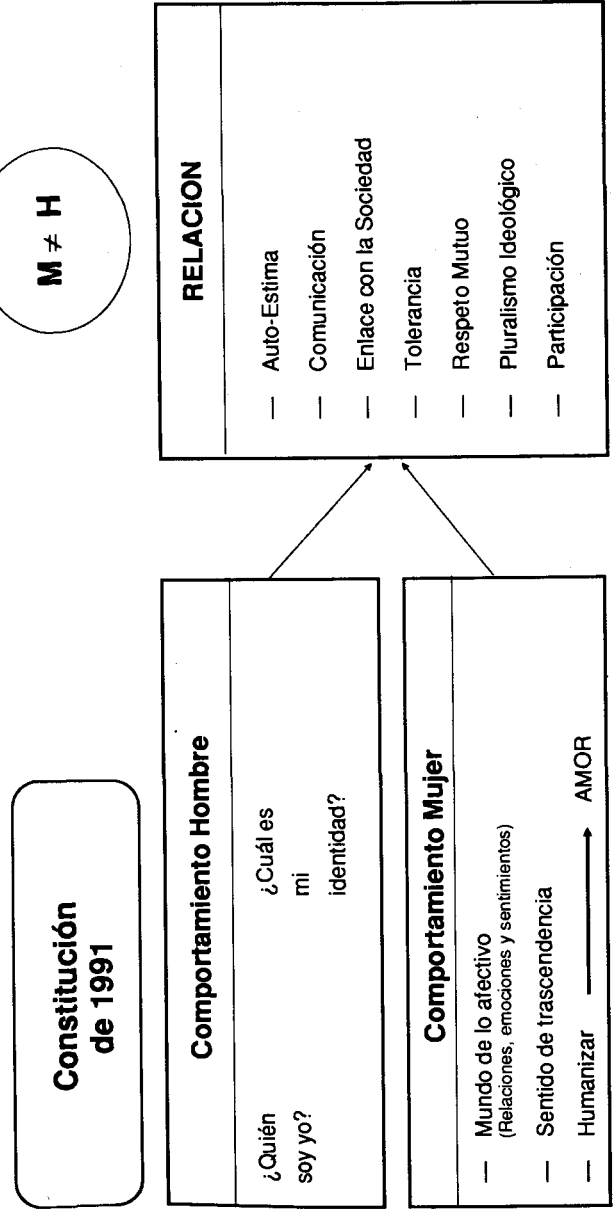 Constitución
de 1991
M ≠ H
Comportamiento Hombre
¿Quién
soy yo?
¿Cuál es
mi
identidad?
Comportamiento Mujer
— Mundo de lo afectivo
(Relaciones, emociones y sentimientos)
— Sentido de trascendencia
— Humanizar AMOR
RELACION
— Auto-Estima
— Comunicación
— Enlace con la Sociedad
— Tolerancia
— Respeto Mutuo
— Pluralismo Ideológico
— Participación